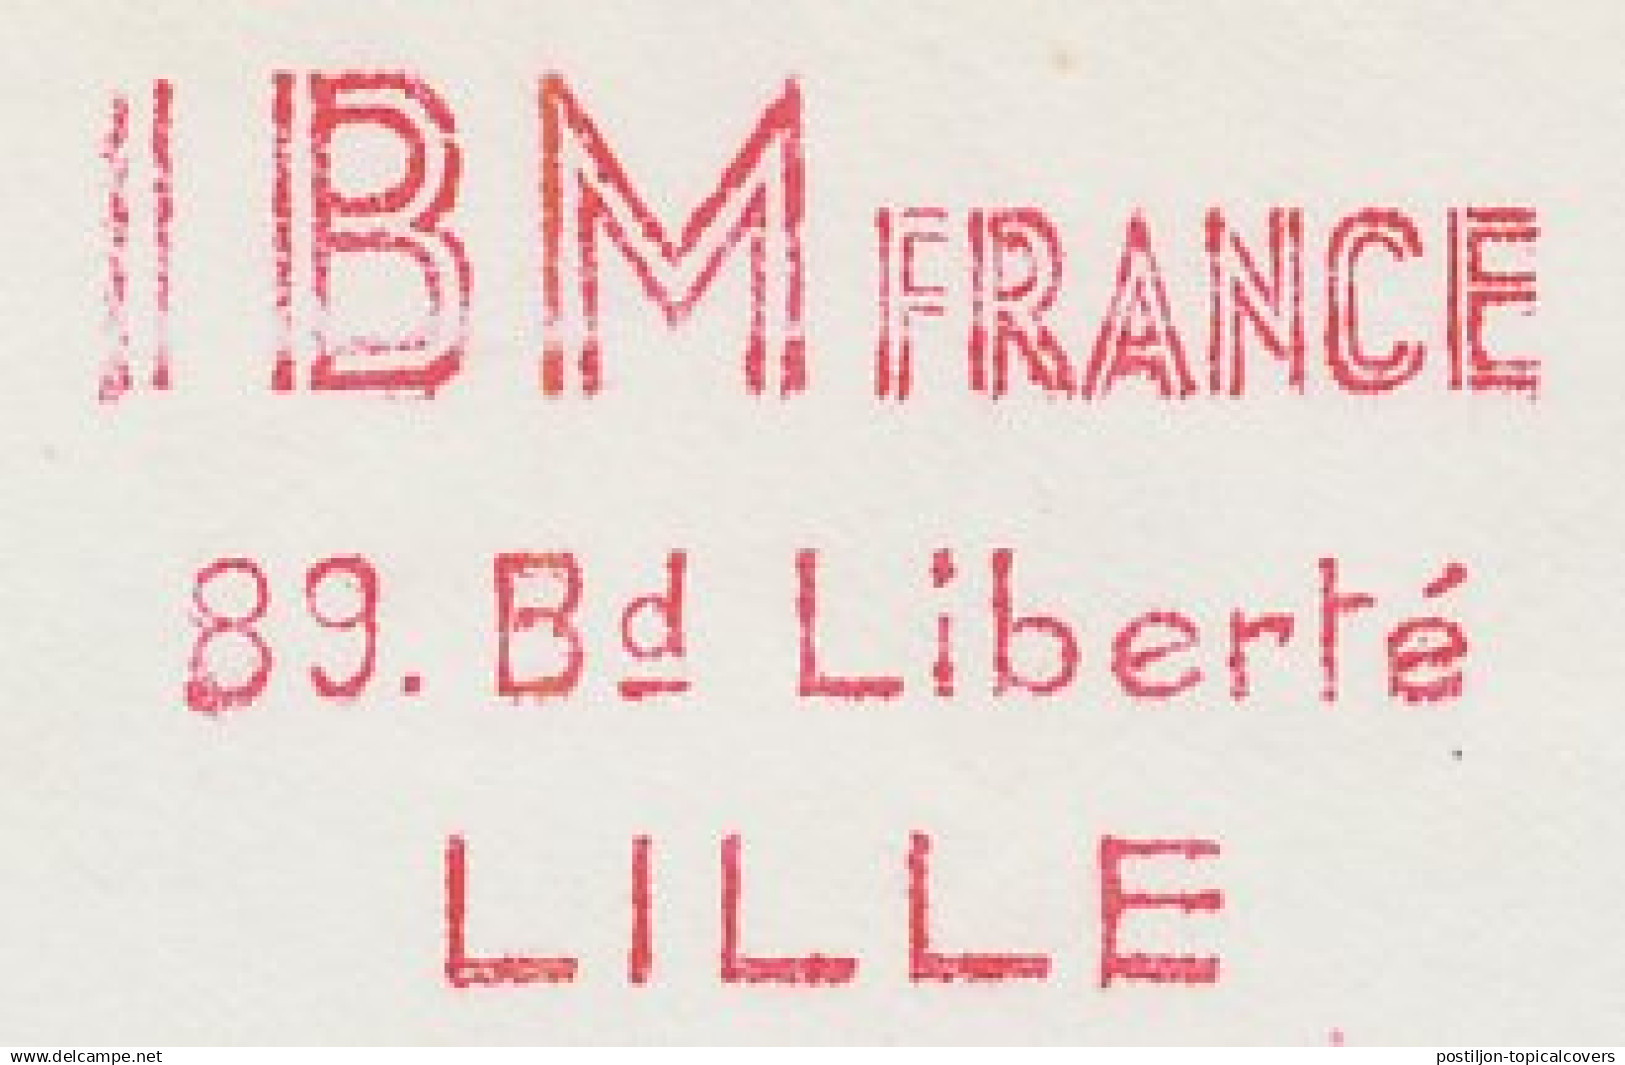 IBM FRANCE
89. Bd Liberté
LILLE
www.delcampe.net
postiljon-topicalcovers